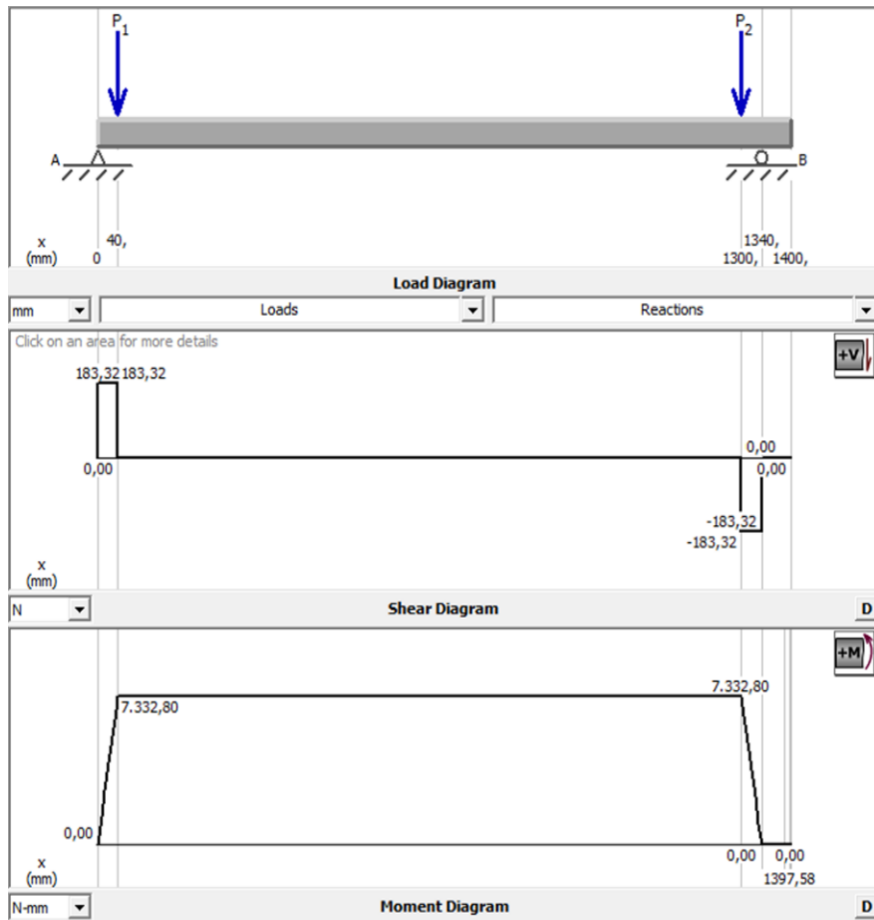 P1 P2
A B
40, 1340,
x
(mm) 0 1300, 1400,
Load Diagram
mm Loads Reactions
Click on an area for more details
+V
183,32 183,32
0,00
0,00 0,00
-183,32
-183,32
x
(mm)
N Shear Diagram D
+M
7.332,80
7.332,80
0,00
x
(mm)
0,00 0,00
1397,58
N-mm Moment Diagram D